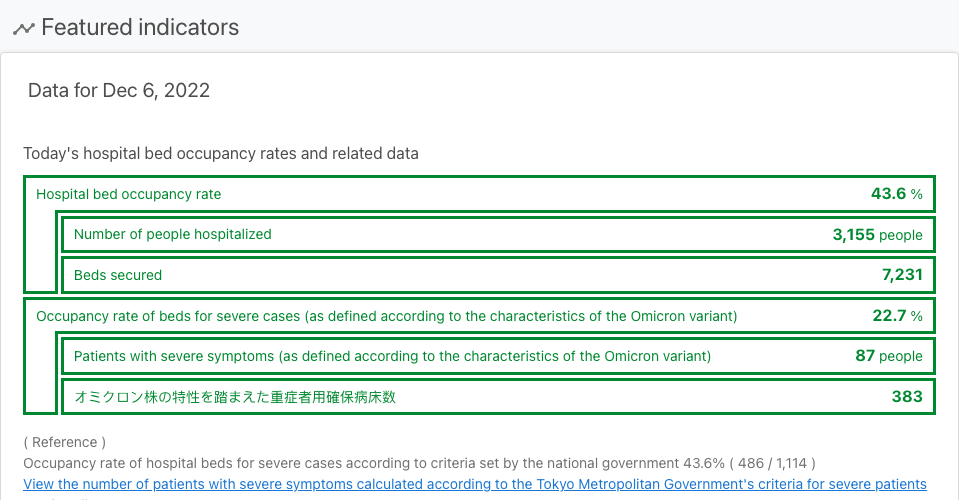 Featured indicators
Data for Dec 6, 2022
Today's hospital bed occupancy rates and related data
Hospital bed occupancy rate 43.6 %
Number of people hospitalized 3,155 people
Beds secured 7,231
Occupancy rate of beds for severe cases (as defined according to the characteristics of the Omicron variant) 22.7 %
Patients with severe symptoms (as defined according to the characteristics of the Omicron variant) 87 people
オミクロン株の特性を踏まえた重症者用確保病床数 383
( Reference )
Occupancy rate of hospital beds for severe cases according to criteria set by the national government 43.6% ( 486 / 1,114 )
View the number of patients with severe symptoms calculated according to the Tokyo Metropolitan Government's criteria for severe patients